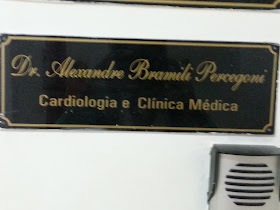 Dr. Alexandre Bramili Percegoni
Cardiologia e Clínica Médica